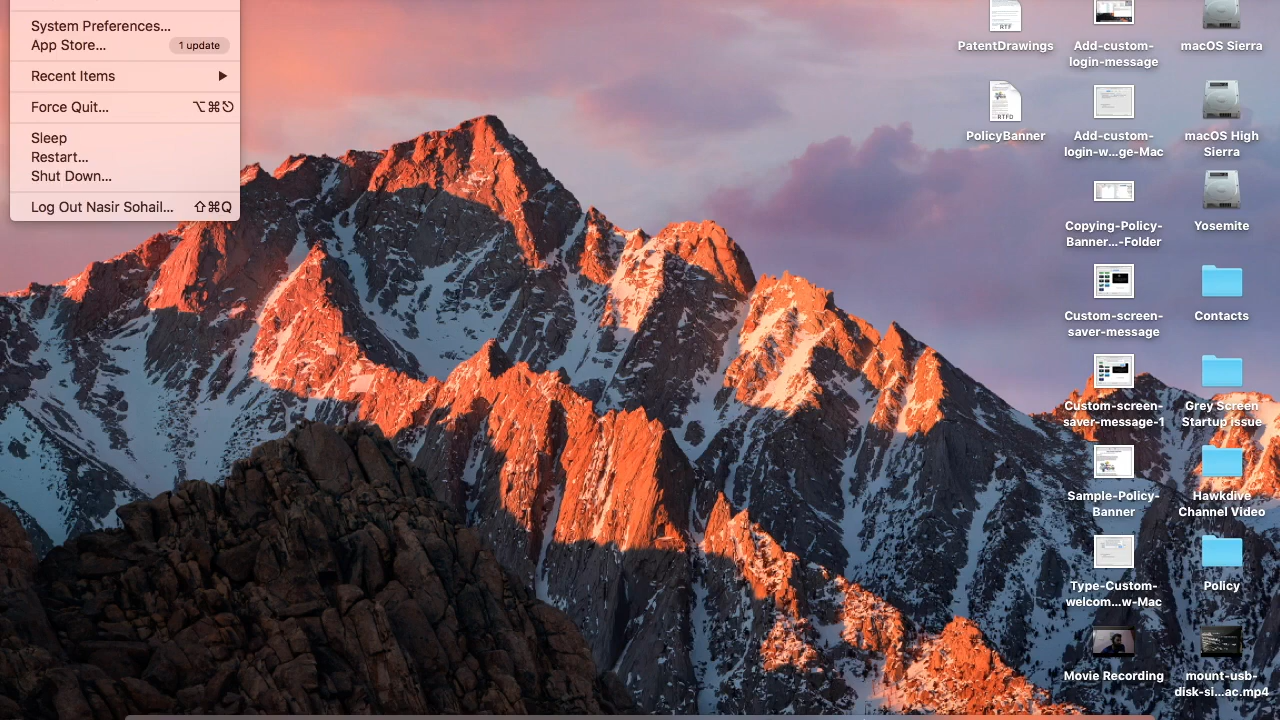 System Preferences...
App Store... 1 update
Recent Items
Force Quit... ⌥⌘⎋
Sleep
Restart...
Shut Down...
Log Out Nasir Sohail... ⇧⌘Q
RTF
PatentDrawings
RTFD
PolicyBanner
Add-custom-
login-message
Add-custom-
login-w...ge-Mac
Copying-Policy-
Banner...-Folder
Custom-screen-
saver-message
Custom-screen-
saver-message-1
Sample-Policy-
Banner
Type-Custom-
welcom...w-Mac
Movie Recording
macOS Sierra
macOS High
Sierra
Yosemite
Contacts
Grey Screen
Startup issue
Hawkdive
Channel Video
Policy
mount-usb-
disk-si...ac.mp4